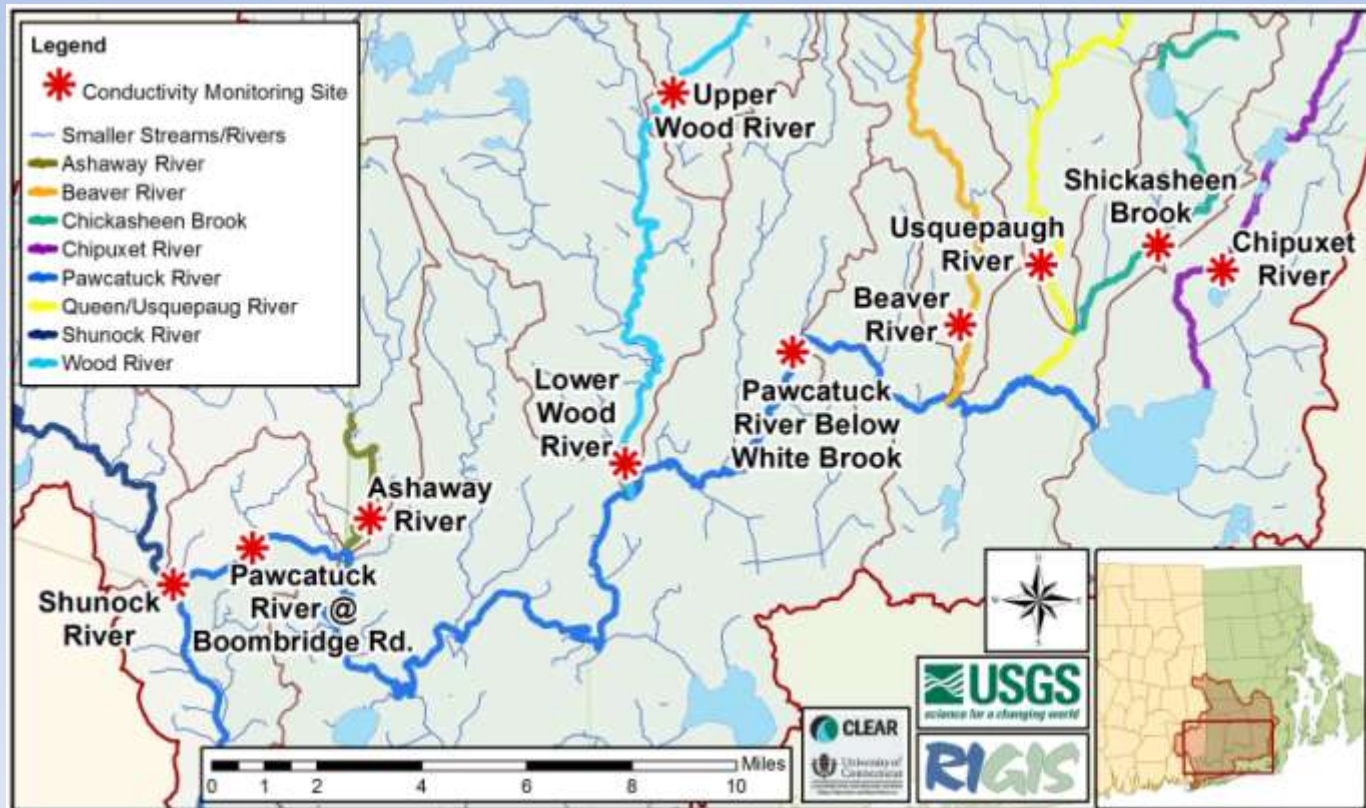 Legend
Conductivity Monitoring Site
Smaller Streams/Rivers
Ashaway River
Beaver River
Chickasheen Brook
Chipuxet River
Pawcatuck River
Queen/Usquepaug River
Shunock River
Wood River
Upper
Wood River
Shickasheen
Brook
Usquepaugh
River
Chipuxet
River
Beaver
River
Lower
Wood
River
Pawcatuck
River Below
White Brook
Ashaway
River
Pawcatuck
River @
Boombridge Rd.
Shunock
River
Miles
0 1 2 4 6 8 10
CLEAR
University of
Connecticut
USGS
science for a changing world
RIGIS